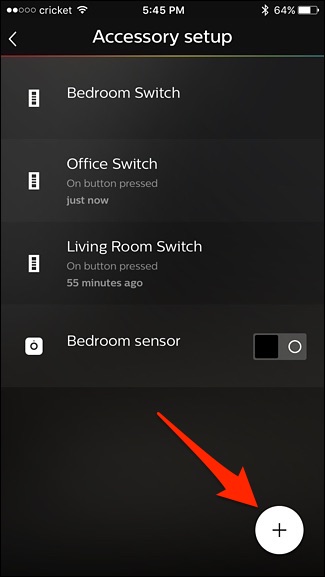 cricket 5:45 PM 64%
Accessory setup
Bedroom Switch
Office Switch
On button pressed
just now
Living Room Switch
On button pressed
55 minutes ago
Bedroom sensor